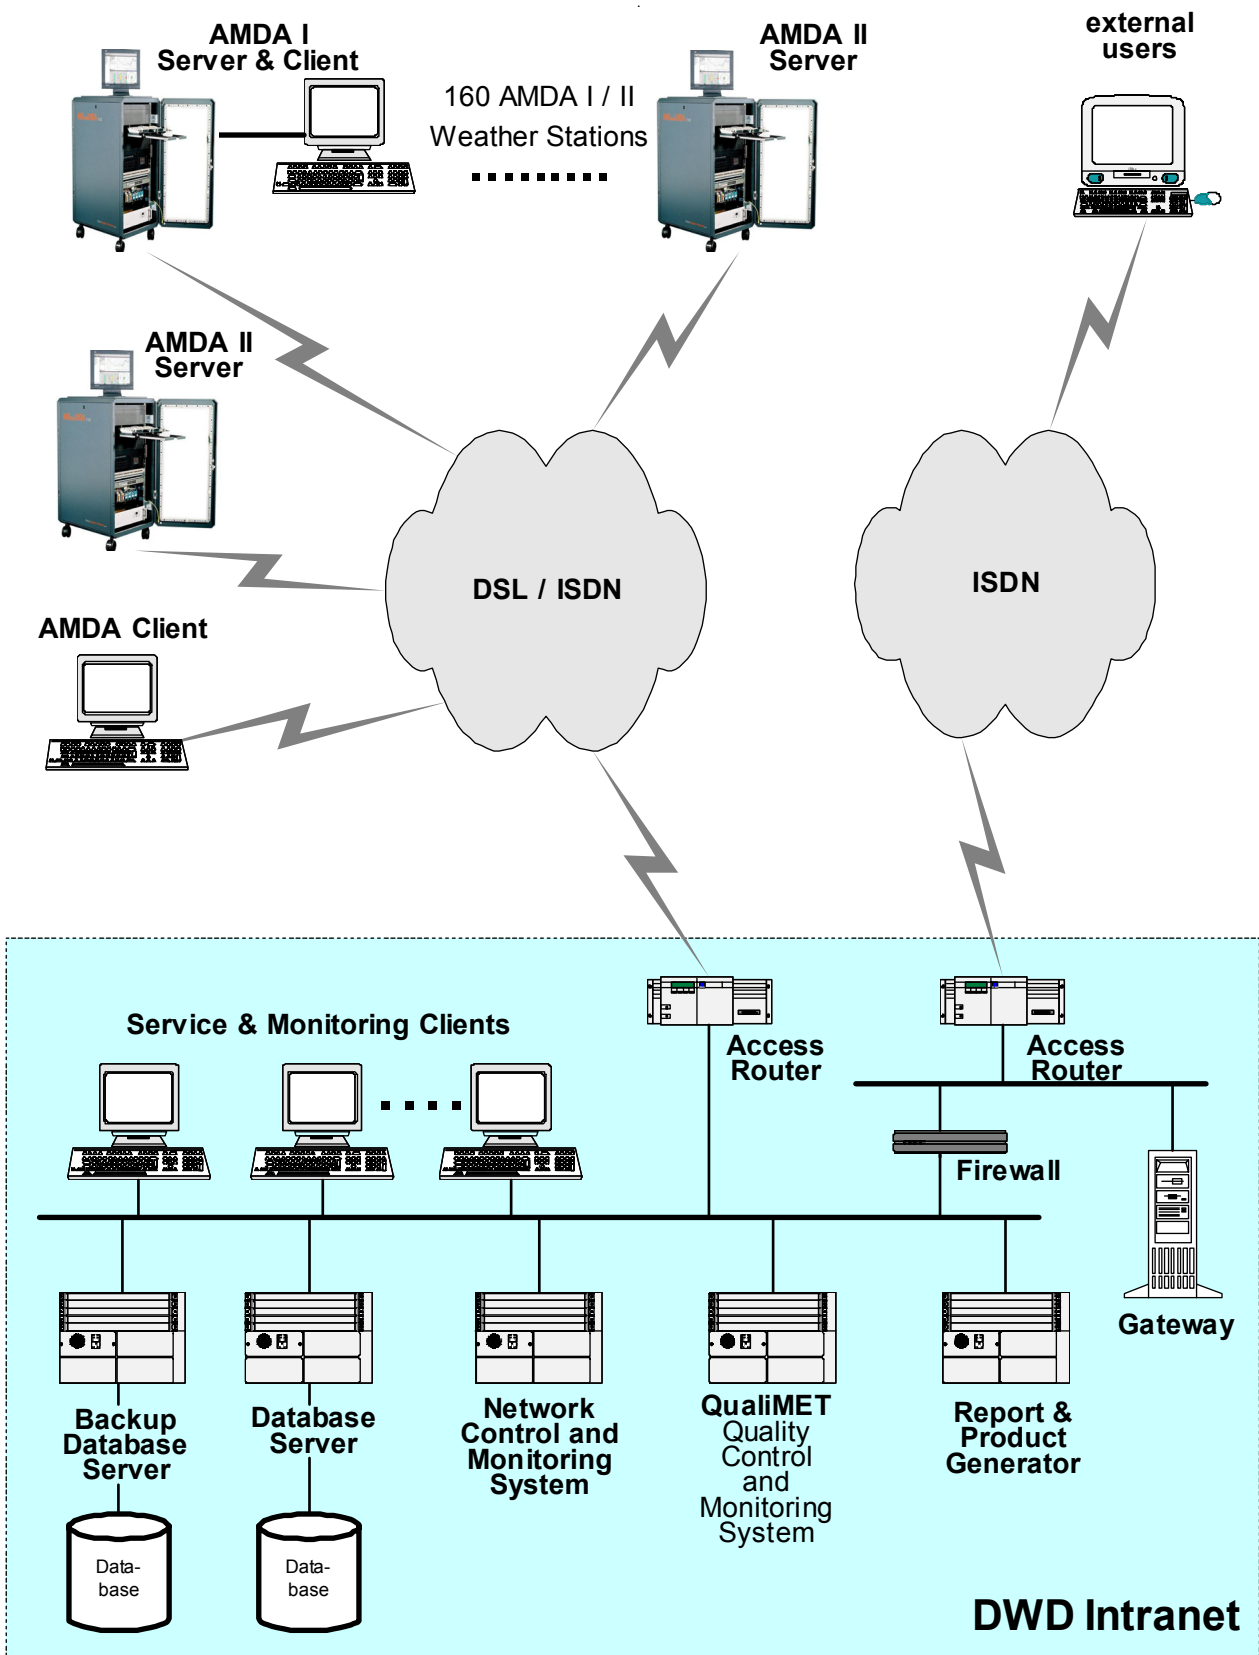 AMDA I
Server & Client
160 AMDA I / II
Weather Stations
AMDA II
Server
external
users
AMDA II
Server
DSL / ISDN
ISDN
AMDA Client
Service & Monitoring Clients
Access
Router
Access
Router
Firewall
Gateway
Backup
Database
Server
Database
Server
Network
Control and
Monitoring
System
QualiMET
Quality
Control
and
Monitoring
System
Report &
Product
Generator
Data-
base
Data-
base
DWD Intranet